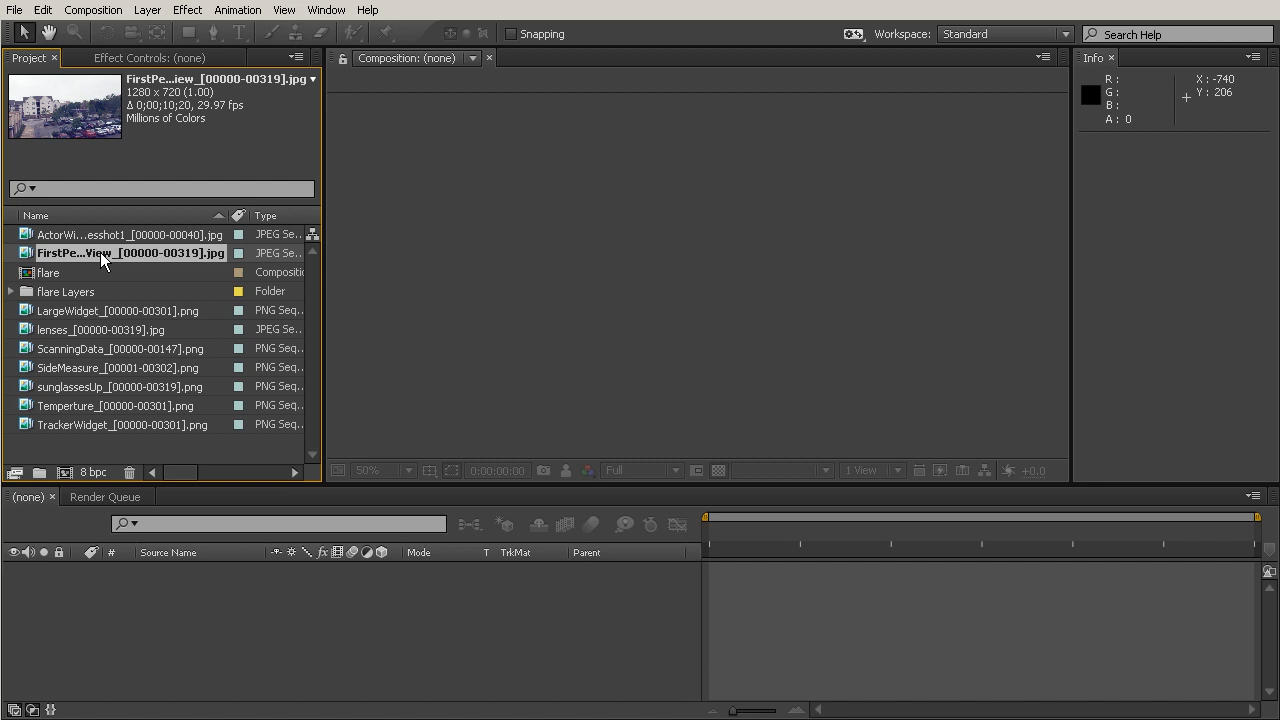 File Edit Composition Layer Effect Animation View Window Help
T Snapping Workspace: Standard Search Help
Project × Effect Controls: (none) Composition: (none) × Info ×
FirstPe...iew_[00000-00319].jpg▼
1280 x 720 (1.00)
Δ 0;00;10;20, 29.97 fps
Millions of Colors
R :
G :
B :
A : 0
X : -740
Y : 206
Name Type
ActorWi...esshot1_[00000-00040].jpg JPEG Se...
FirstPe...View_[00000-00319].jpg JPEG Se...
flare Compositio
flare Layers Folder
LargeWidget_[00000-00301].png PNG Seq...
lenses_[00000-00319].jpg JPEG Se...
ScanningData_[00000-00147].png PNG Seq...
SideMeasure_[00001-00302].png PNG Seq...
sunglassesUp_[00000-00319].png PNG Seq...
Temperture_[00000-00301].png PNG Seq...
TrackerWidget_[00000-00301].png PNG Seq...
8 bpc
50% 0:00:00:00 Full 1 View +0.0
(none) × Render Queue
# Source Name fx Mode T TrkMat Parent